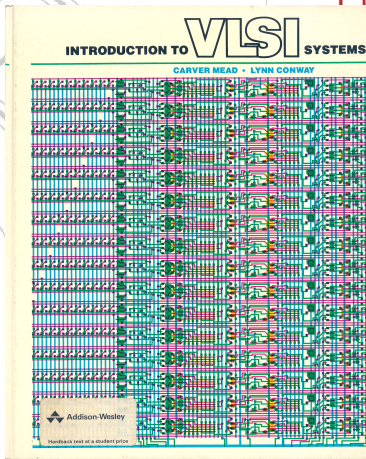 INTRODUCTION TO VLSI SYSTEMS
CARVER MEAD • LYNN CONWAY
Addison-Wesley
Hardback text at a student price